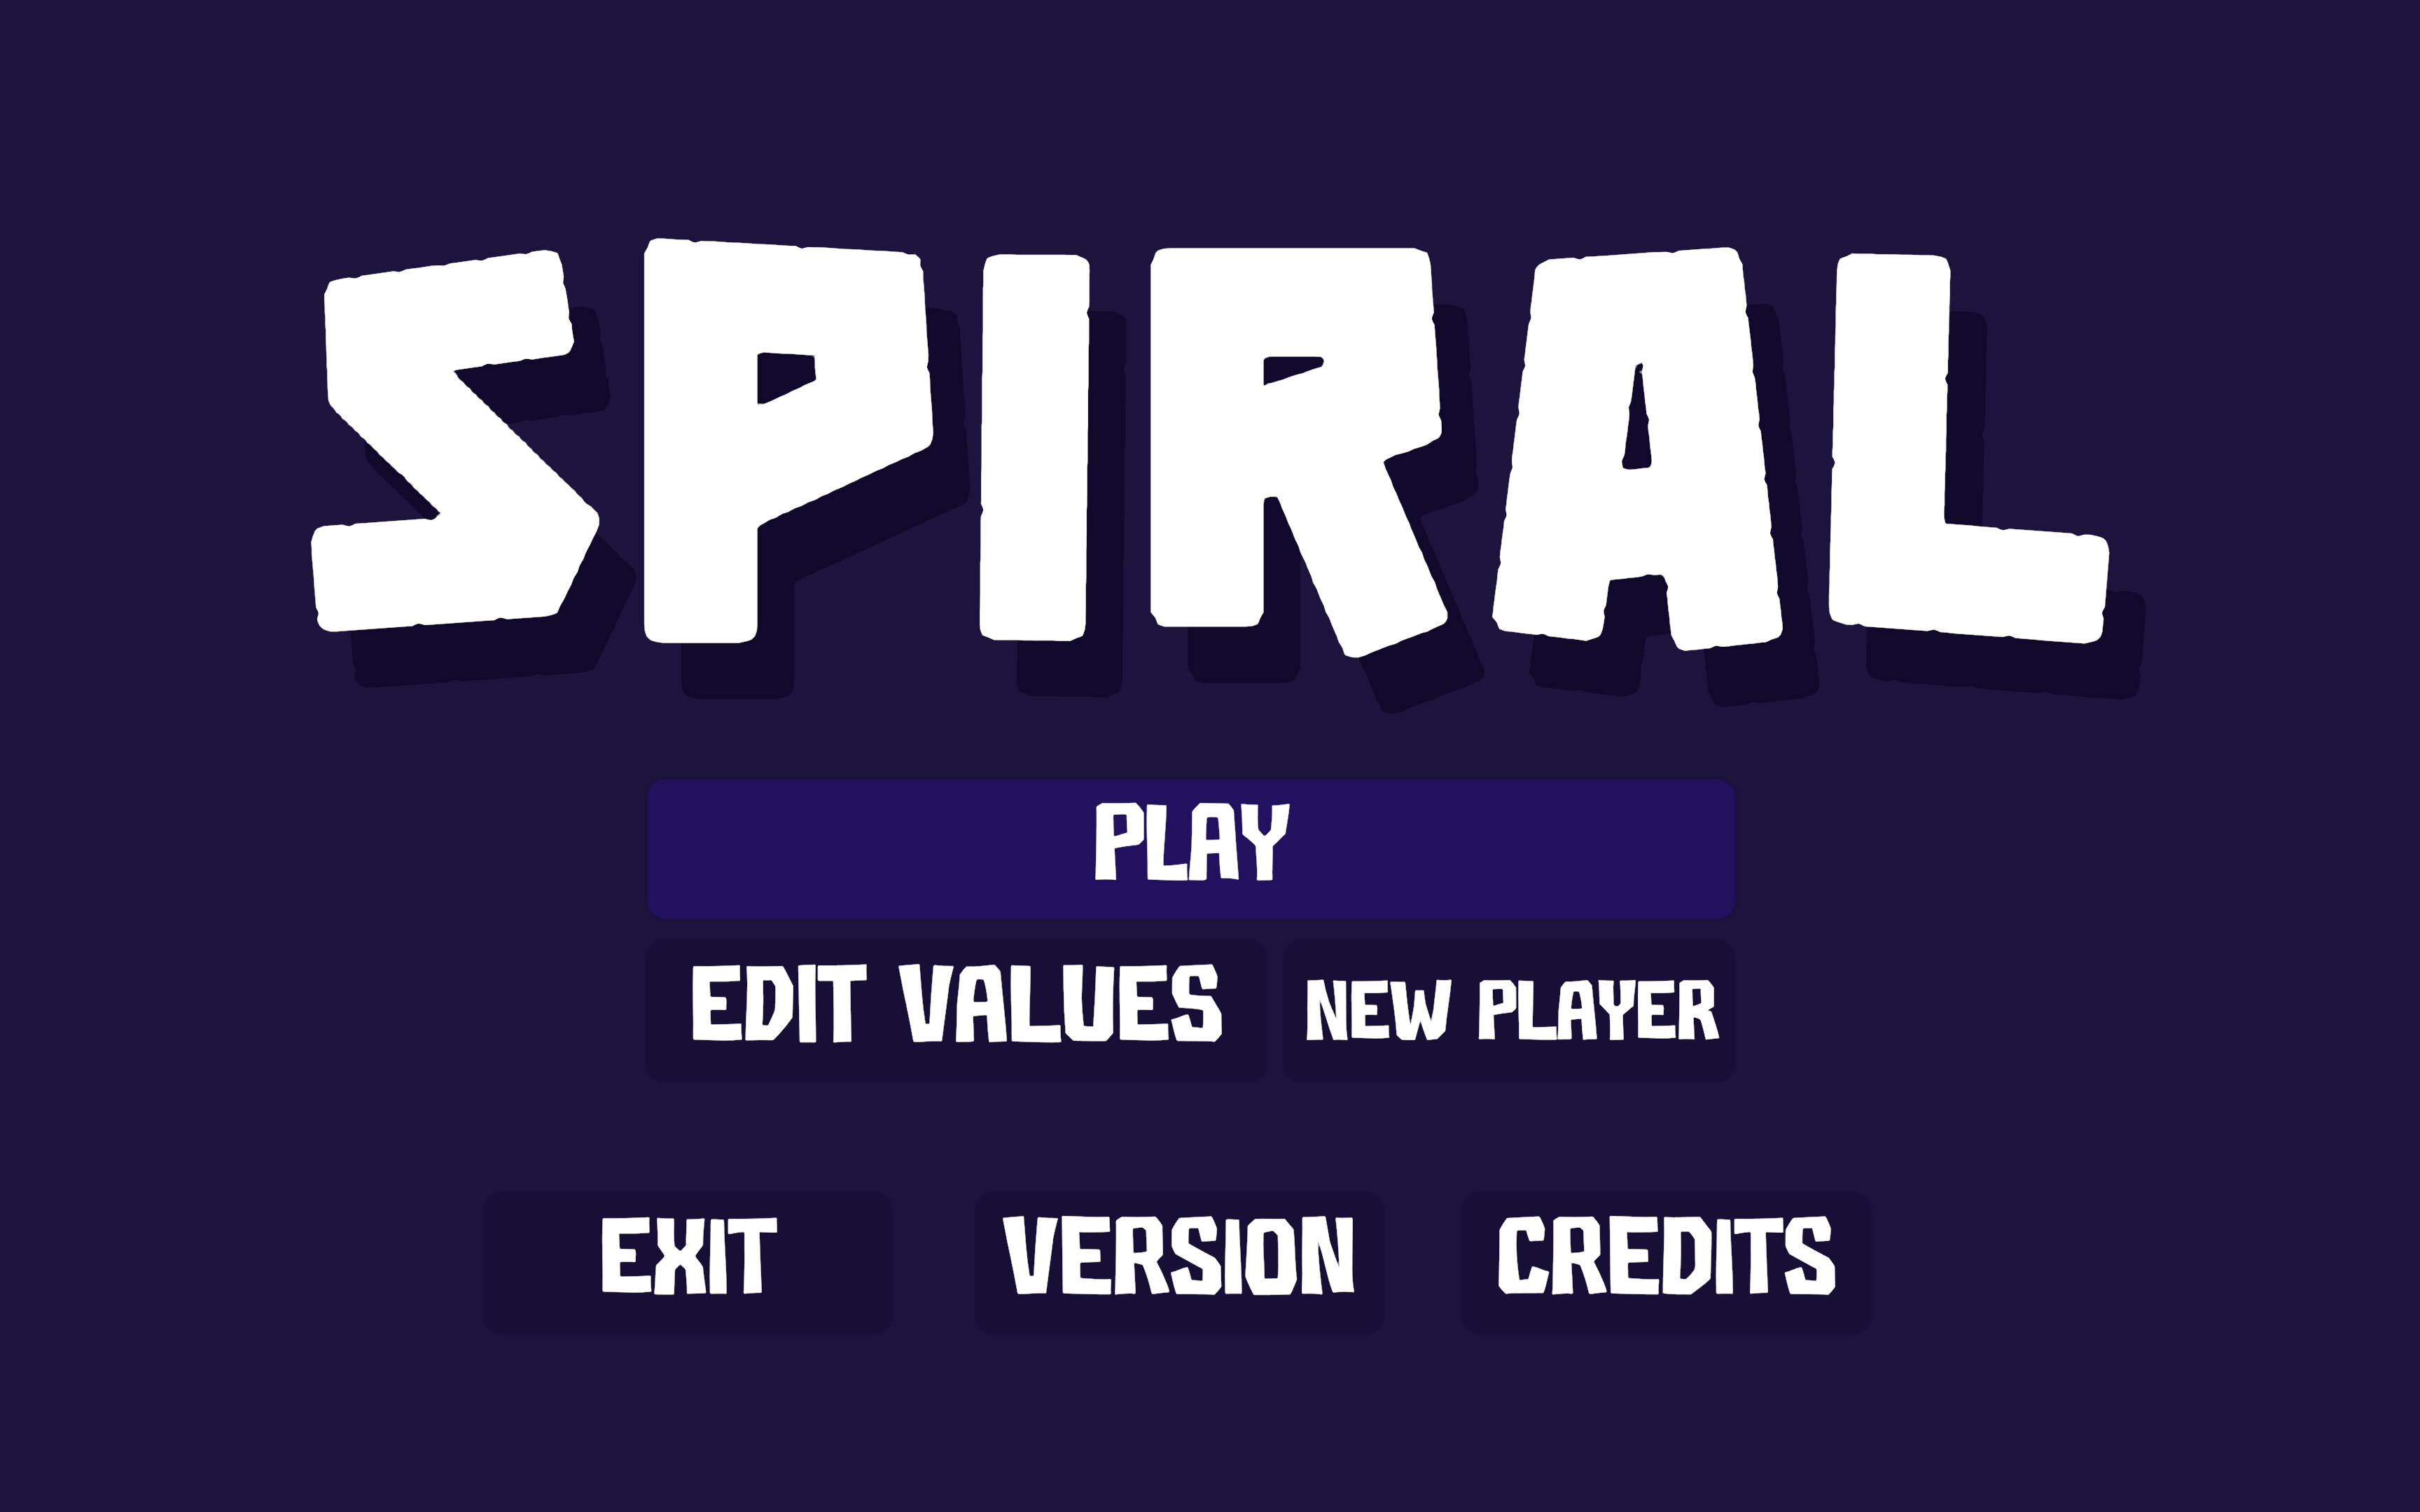 SPIRAL
PLAY
EDIT VALUES
NEW PLAYER
EXIT
VERSION
CREDITS